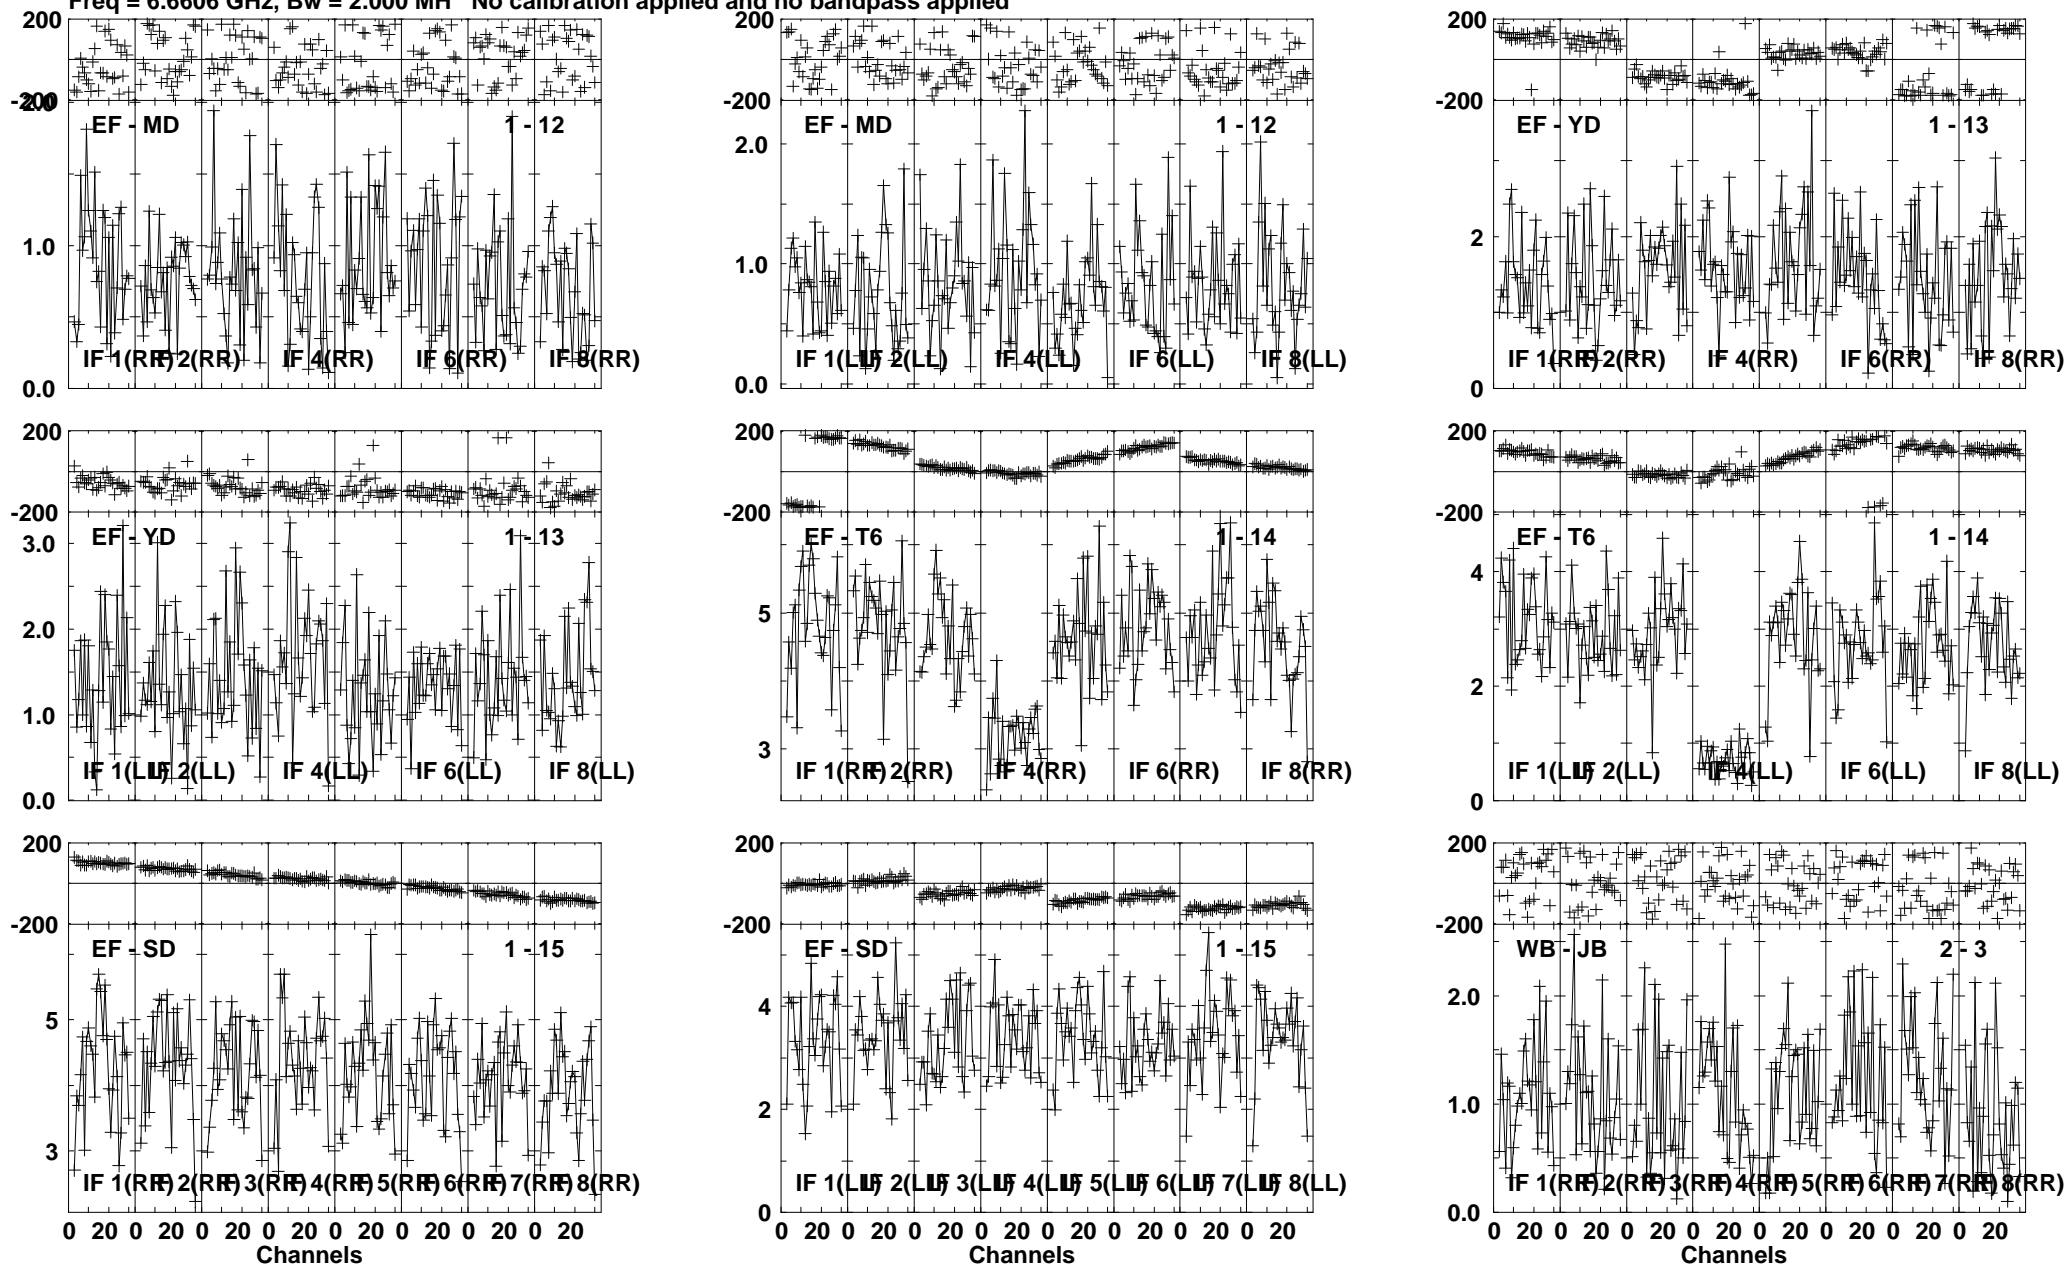 Freq = 6.6606 GHz, Bw = 2.000 MH No calibration applied and no bandpass applied
200 200 200
-200 -200 -200
2.0
EF - MD 1 - 12 EF - MD 1 - 12 EF - YD 1 - 13
2.0
2
1.0 1.0
IF 1(RR) IF 2(RR) IF 4(RR) IF 6(RR) IF 8(RR) IF 1(LL) IF 2(LL) IF 4(LL) IF 6(LL) IF 8(LL) IF 1(RR) IF 2(RR) IF 4(RR) IF 6(RR) IF 8(RR)
0.0 0.0 0
200 200 200
-200 -200 -200
EF - YD 1 - 13 EF - T6 1 - 14 EF - T6 1 - 14
3.0 5 4
2.0
1.0 3 2
IF 1(LL) IF 2(LL) IF 4(LL) IF 6(LL) IF 8(LL) IF 1(RR) IF 2(RR) IF 4(RR) IF 6(RR) IF 8(RR) IF 1(LL) IF 2(LL) IF 4(LL) IF 6(LL) IF 8(LL)
0.0 0
200 200 200
-200 -200 -200
EF - SD 1 - 15 EF - SD 1 - 15 WB - JB 2 - 3
5 4 2.0
3 2 1.0
IF 1(RR) IF 2(RR) IF 3(RR) IF 4(RR) IF 5(RR) IF 6(RR) IF 7(RR) IF 8(RR) IF 1(LL) IF 2(LL) IF 3(LL) IF 4(LL) IF 5(LL) IF 6(LL) IF 7(LL) IF 8(LL) IF 1(RR) IF 2(RR) IF 3(RR) IF 4(RR) IF 5(RR) IF 6(RR) IF 7(RR) IF 8(RR)
0 0.0
0 20 0 20 0 20 0 20 0 20 0 20 0 20 0 20 0 20 0 20 0 20 0 20 0 20 0 20 0 20 0 20 0 20 0 20 0 20 0 20 0 20 0 20 0 20 0 20
Channels Channels